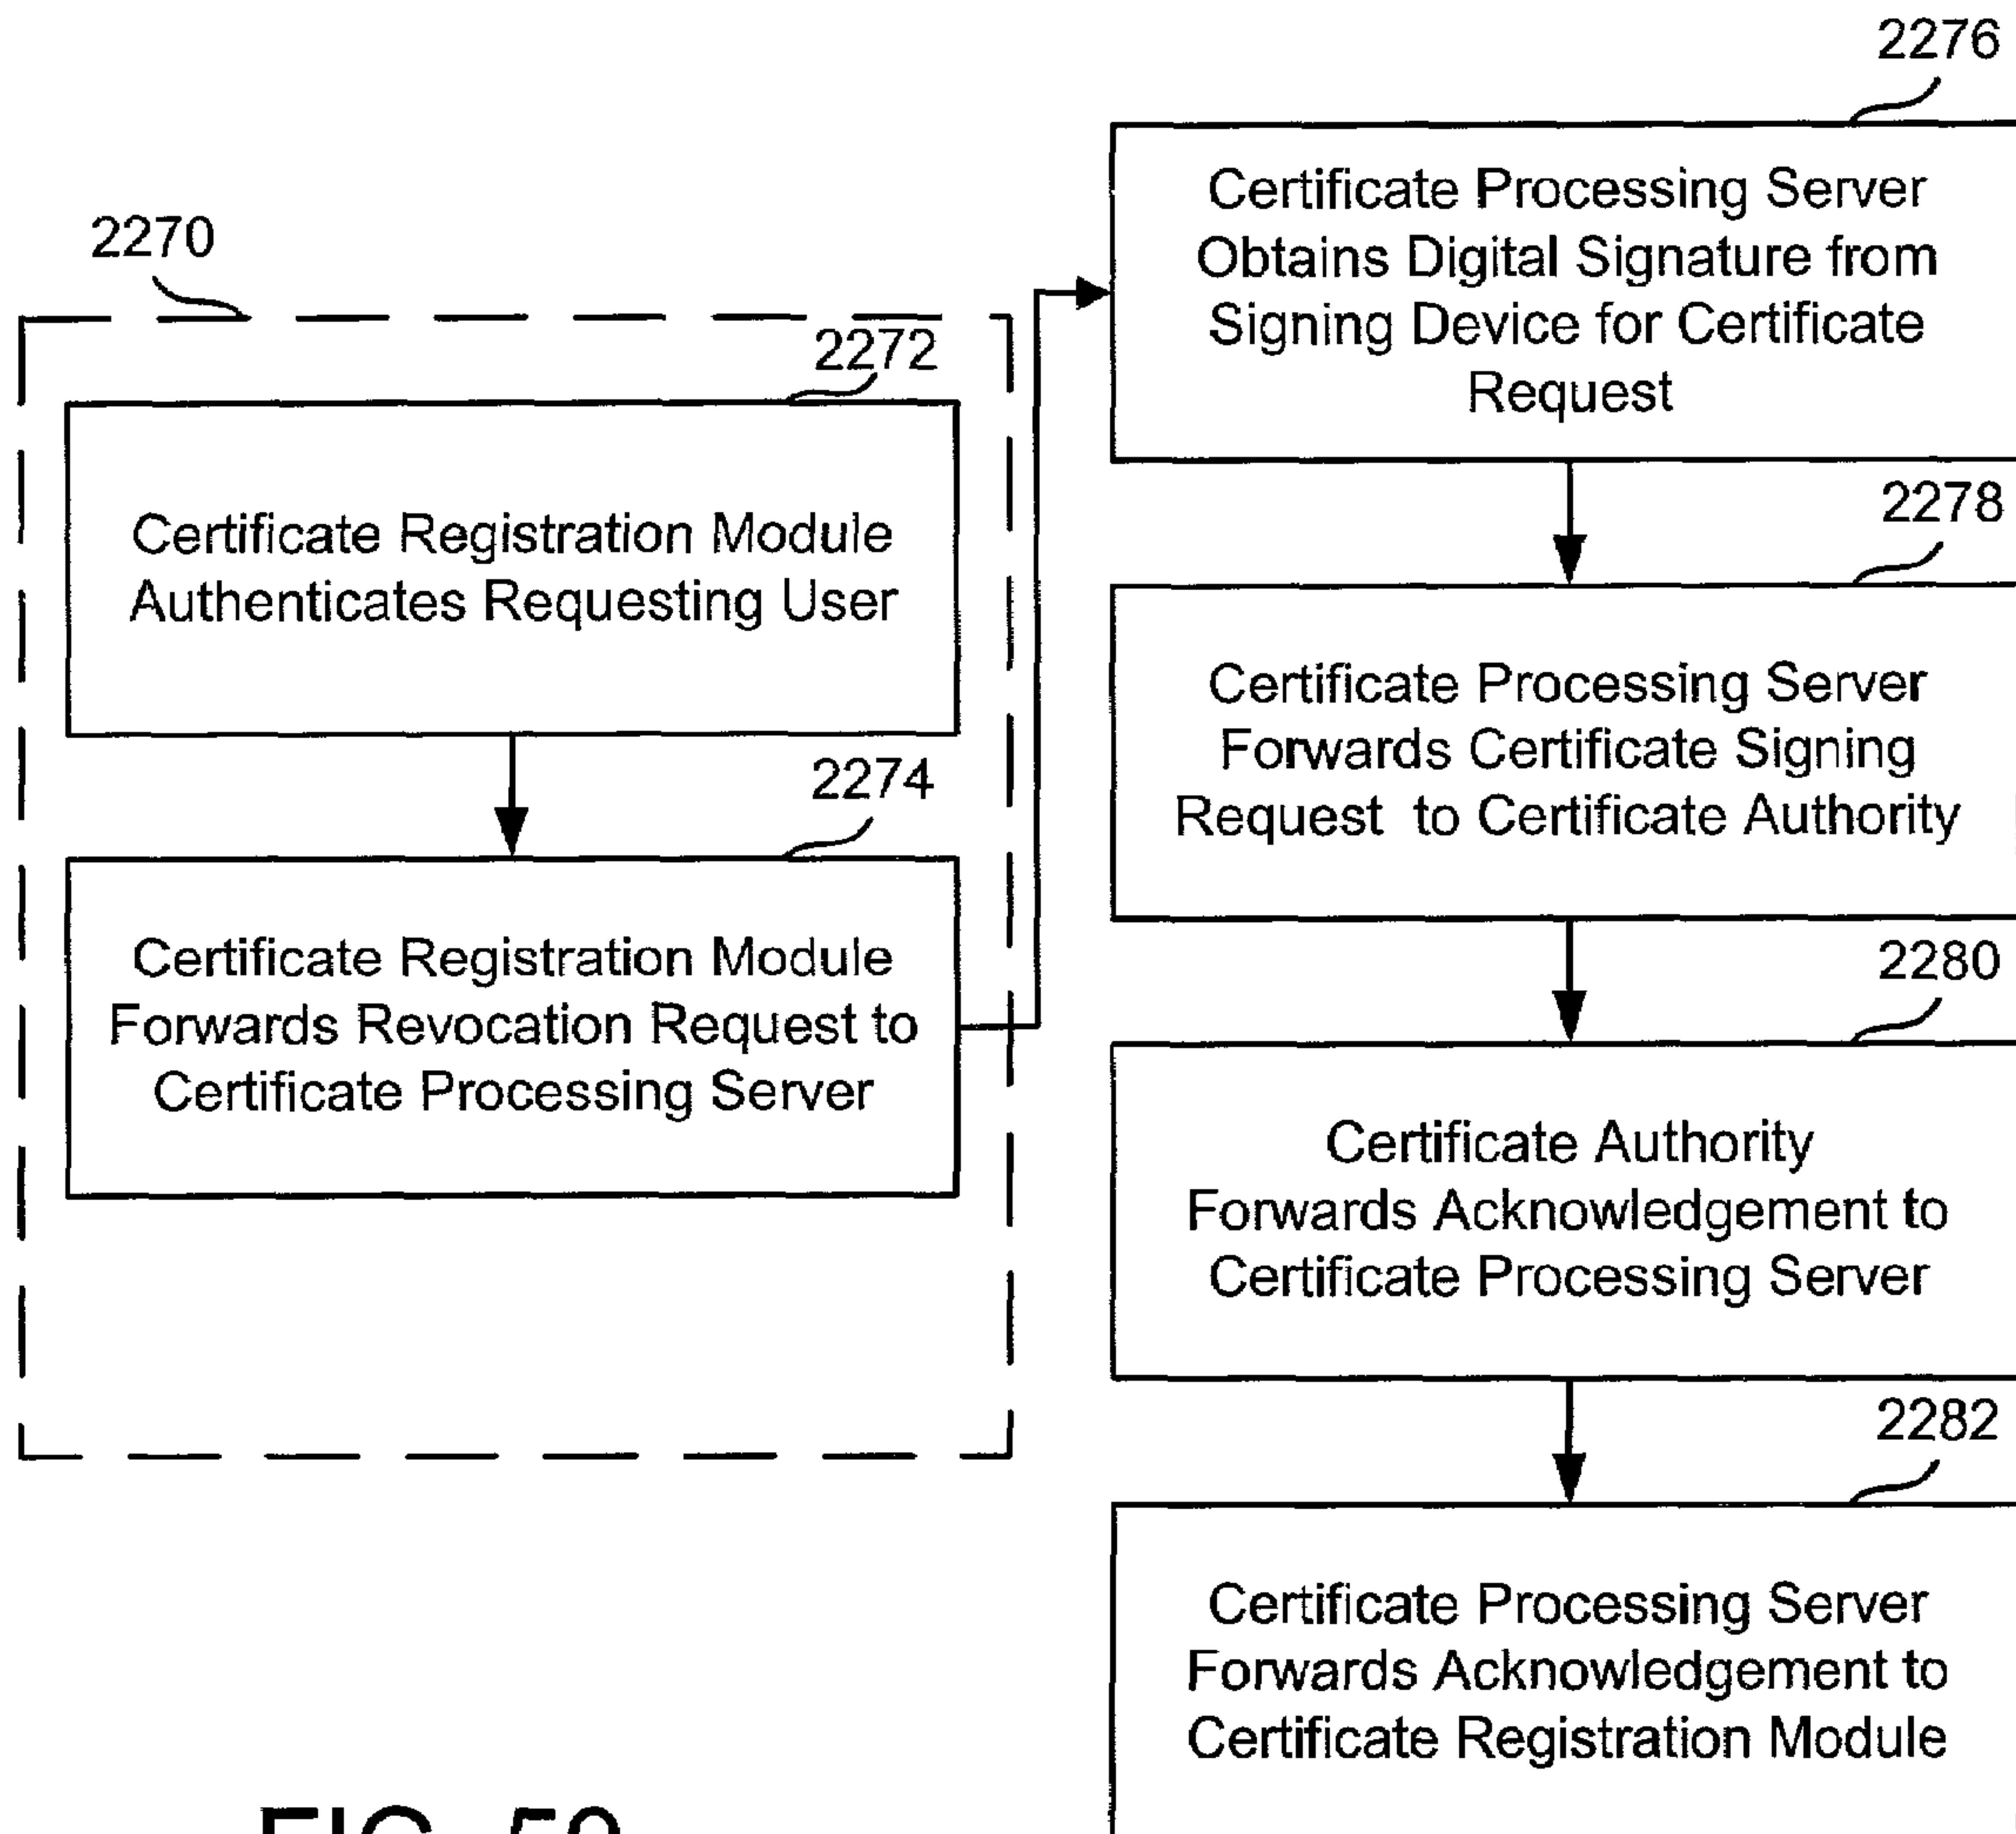 2270
2272
Certificate Registration Module
Authenticates Requesting User
2274
Certificate Registration Module
Forwards Revocation Request to
Certificate Processing Server
2276
Certificate Processing Server
Obtains Digital Signature from
Signing Device for Certificate
Request
2278
Certificate Processing Server
Forwards Certificate Signing
Request to Certificate Authority
2280
Certificate Authority
Forwards Acknowledgement to
Certificate Processing Server
2282
Certificate Processing Server
Forwards Acknowledgement to
Certificate Registration Module
FIG.